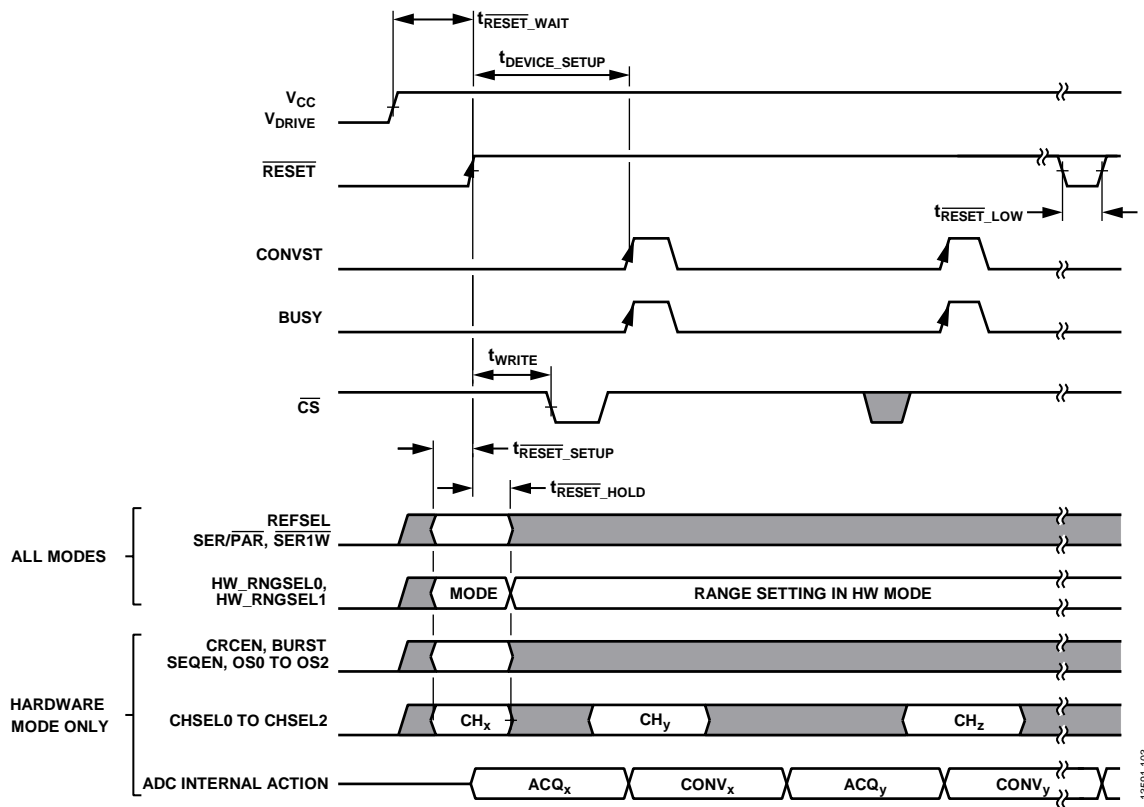 tRESET_WAIT
tDEVICE_SETUP
VCC
VDRIVE
RESET
tRESET_LOW
CONVST
BUSY
tWRITE
CS
tRESET_SETUP
tRESET_HOLD
ALL MODES
REFSEL
SER/PAR, SER1W
HW_RNGSEL0,
HW_RNGSEL1
MODE
RANGE SETTING IN HW MODE
HARDWARE
MODE ONLY
CRCEN, BURST
SEQEN, OS0 TO OS2
CHSEL0 TO CHSEL2
CHx
CHy
CHz
ADC INTERNAL ACTION
ACQx
CONVx
ACQy
CONVy